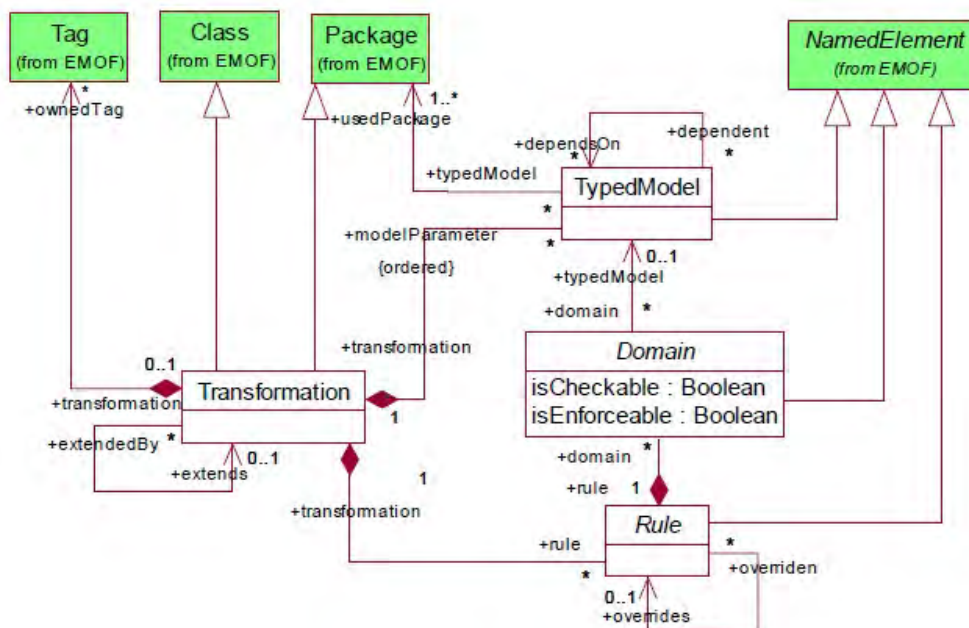 Tag
(from EMOF)
Class
(from EMOF)
Package
(from EMOF)
NamedElement
(from EMOF)
*
+ownedTag
1..*
+usedPackage
+dependsOn
*
+dependent
*
+typedModel
TypedModel
*
+modelParameter
*
{ordered}
0..1
+typedModel
+domain
*
+transformation
Domain
isCheckable : Boolean
isEnforceable : Boolean
0..1
Transformation
+transformation
1
+extendedBy
*
0..1
+extends
1
+transformation
*
+domain
+rule
1
Rule
+rule
*
*
+overriden
0..1
+overrides